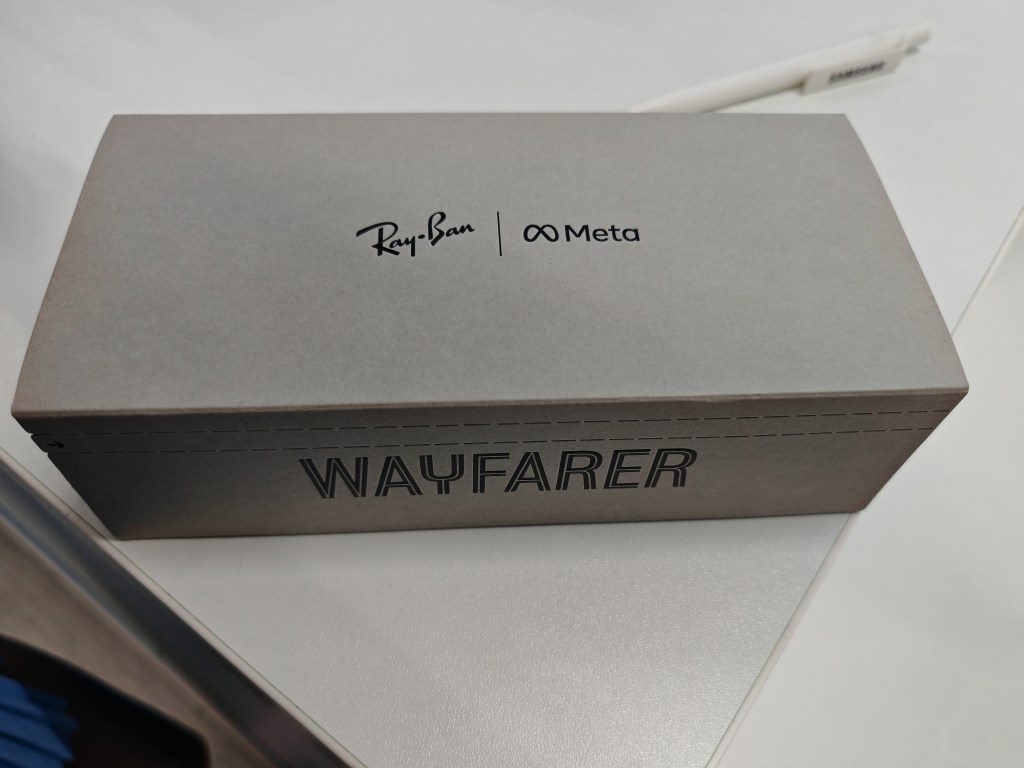 SAMSUNG
Ray-Ban | ∞ Meta
WAYFARER